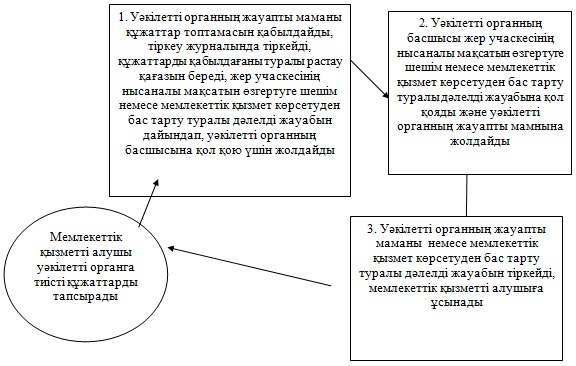 1. Уәкілетті органның жауапты маманы
құжаттар топтамасын қабылдайды,
тіркеу журналында тіркейді,
құжаттарды қабылдағаны туралы растау
қағазын береді, жер учаскесінің
нысаналы мақсатын өзгертуге шешім
немесе мемлекеттік қызмет көрсетуден
бас тарту туралы дәлелді жауабын
дайындап, уәкілетті органның
басшысына қол қою үшін жолдайды
2. Уәкілетті органның
басшысы жер учаскесінің
нысаналы мақсатын өзгертуге
шешім немесе мемлекеттік
қызмет көрсетуден бас тарту
туралы дәлелді жауабына қол
қояды және уәкілетті
органның жауапты мамнына
жолдайды
Мемлекеттік
қызметті алушы
уәкілетті органга
тиісті құжаттарды
тапсырады
3. Уәкілетті органның жауапты
маманы немесе мемлекеттік
қызмет көрсетуден бас тарту
туралы дәлелді жауабын тіркейді,
мемлекеттік қызметті алушыға
ұсынады